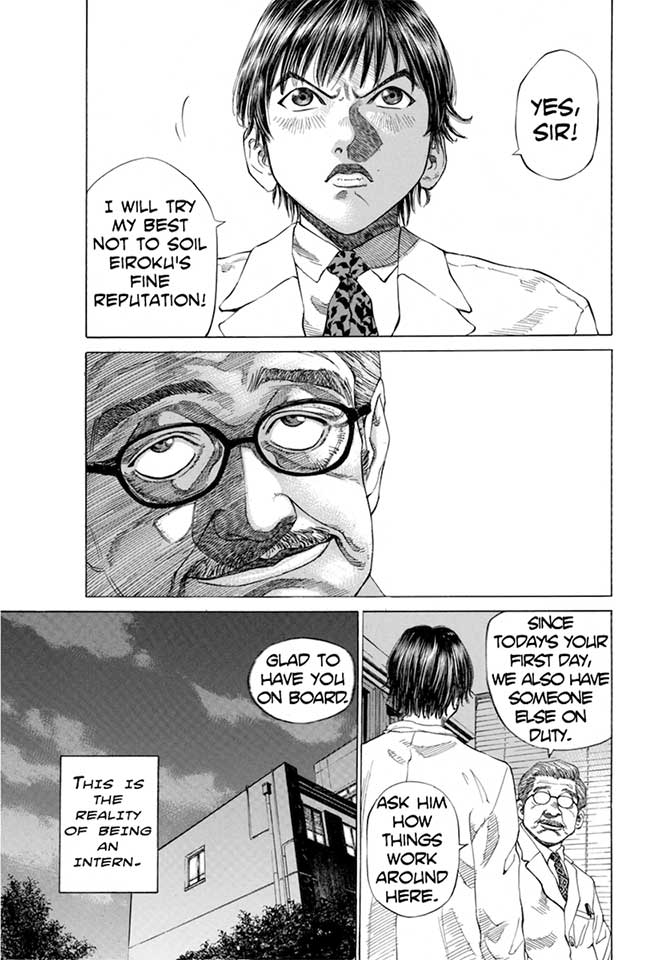 YES,
SIR!
I WILL TRY
MY BEST
NOT TO SOIL
EIROKU'S
FINE
REPUTATION!
SINCE
TODAY'S YOUR
FIRST DAY,
WE ALSO HAVE
SOMEONE
ELSE ON
DUTY.
ASK HIM
HOW
THINGS
WORK
AROUND
HERE.
GLAD TO
HAVE YOU
ON BOARD.
THIS IS
THE
REALITY
OF BEING
AN
INTERN.